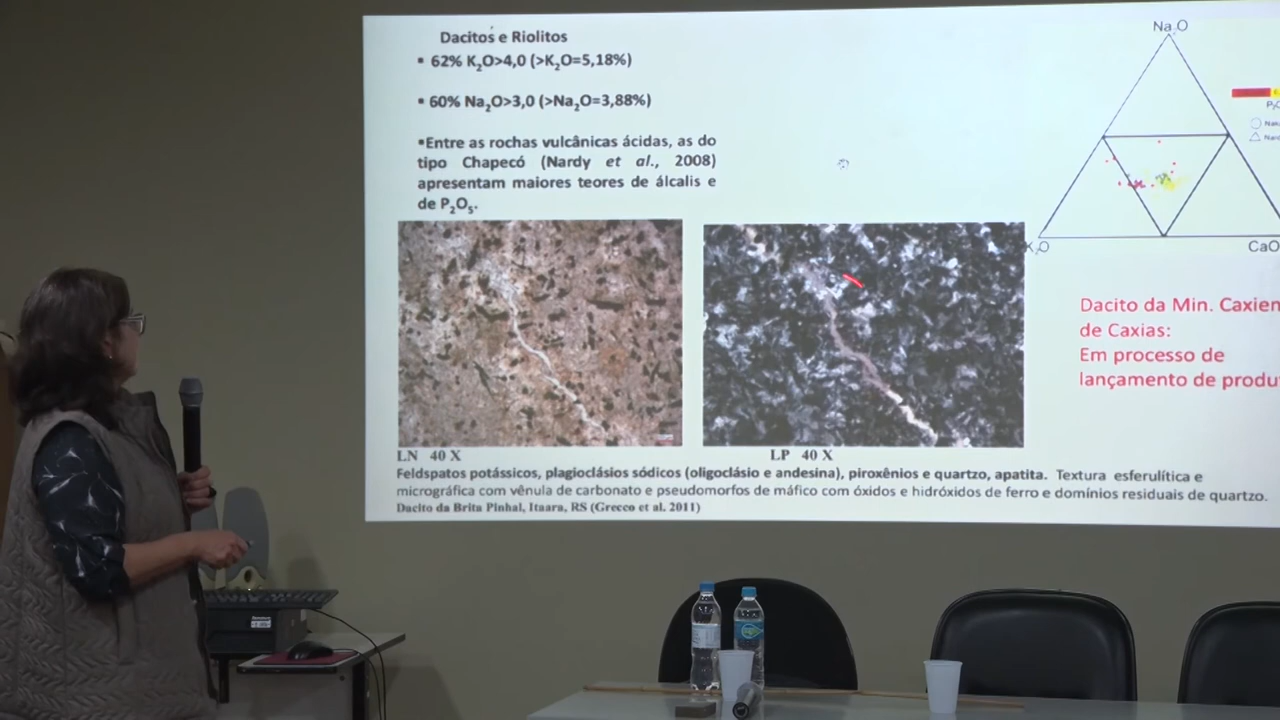 Dacitos e Riolitos
▪ 62% K₂O>4,0 (>K₂O=5,18%)
▪ 60% Na₂O>3,0 (>Na₂O=3,88%)
▪Entre as rochas vulcânicas ácidas, as do
tipo Chapecó (Nardy et al., 2008)
apresentam maiores teores de álcalis e
de P₂O₅.
LN 40 X
LP 40 X
Feldspatos potássicos, plagioclásios sódicos (oligoclásio e andesina), piroxênios e quartzo, apatita. Textura esferulítica e
micrográfica com vênula de carbonato e pseudomorfos de máfico com óxidos e hidróxidos de ferro e domínios residuais de quartzo.
Dacito da Brita Pinhal, Itaara, RS (Grecco et al. 2011)
Na₂O
K₂O
CaO
Dacito da Min. Caxien
de Caxias:
Em processo de
lançamento de produ